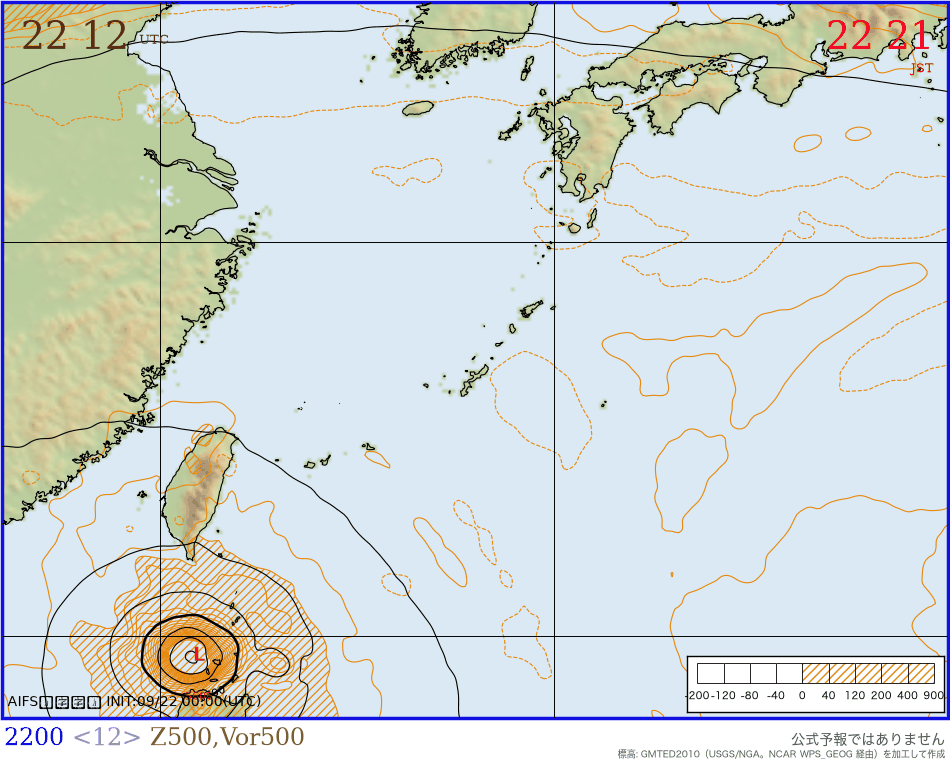 22 12 UTC
22 21 JST
L
-200 -120 -80 -40 0 40 120 200 400 900
AIFS INIT:09/22 00:00(UTC)
2200 <12> Z500,Vor500
公式予報ではありません
標高: GMTED2010（USGS/NGA。NCAR WPS_GEOG 経由）を加工して作成